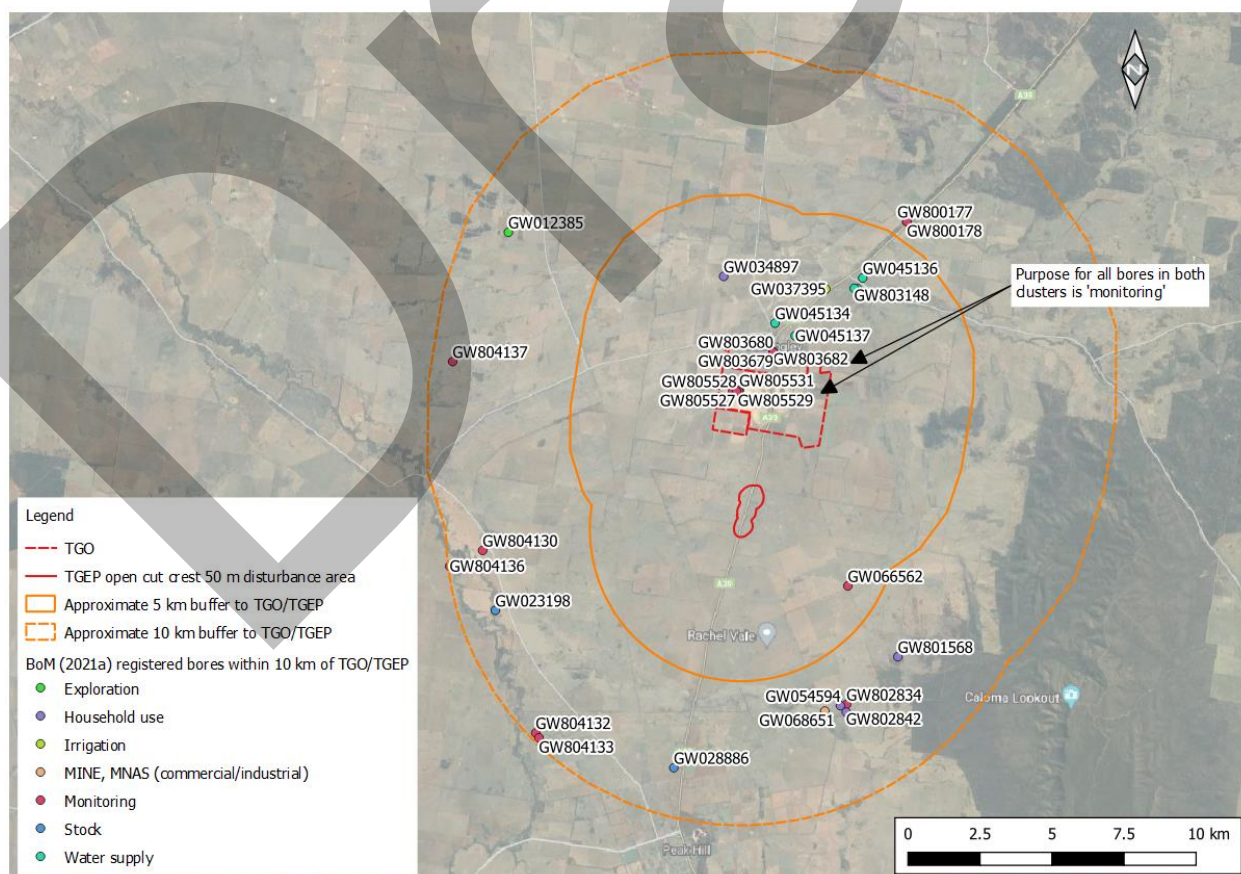 A39
GW012385
GW800177
GW800178
GW034897
GW045136
GW037395
GW803148
Purpose for all bores in both
clusters is 'monitoring'
GW045134
GW045137
GW804137
GW803680
GW803679
GW803682
GW805528
GW805531
GW805527
GW805529
A39
GW804130
GW804136
GW066562
A39
GW023198
Rachel Vale
GW801568
GW054594
GW802834
Caloma Lookout
GW068651
GW802842
GW804132
GW804133
GW028886
Peak Hill
Legend
TGO
TGEP open cut crest 50 m disturbance area
Approximate 5 km buffer to TGO/TGEP
Approximate 10 km buffer to TGO/TGEP
BoM (2021a) registered bores within 10 km of TGO/TGEP
Exploration
Household use
Irrigation
MINE, MNAS (commercial/industrial)
Monitoring
Stock
Water supply
0 2.5 5 7.5 10 km